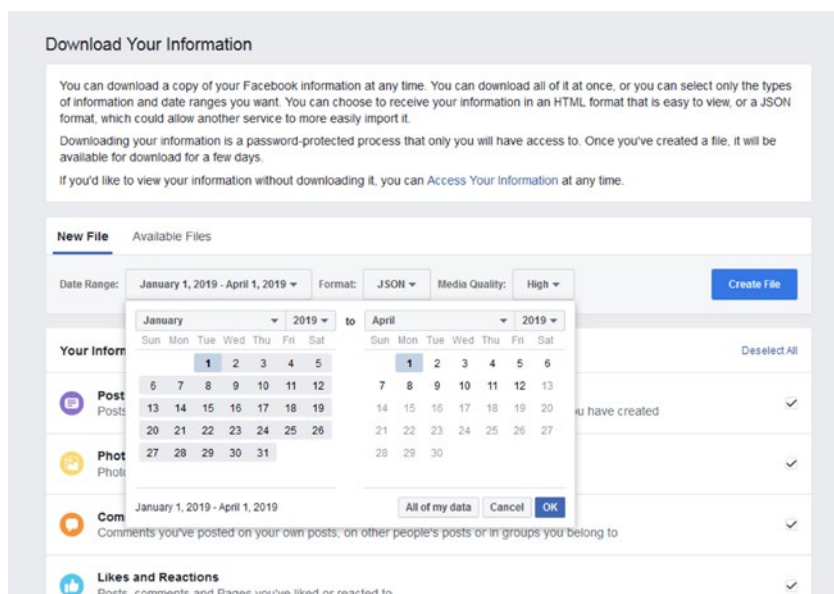 Download Your Information
You can download a copy of your Facebook information at any time. You can download all of it at once, or you can select only the types
of information and date ranges you want. You can choose to receive your information in an HTML format that is easy to view, or a JSON
format, which could allow another service to more easily import it.
Downloading your information is a password-protected process that only you will have access to. Once you've created a file, it will be
available for download for a few days.
If you'd like to view your information without downloading it, you can Access Your Information at any time.
New File Available Files
Date Range: January 1, 2019 - April 1, 2019 Format: JSON Media Quality: High Create File
January 2019 to April 2019
Sun Mon Tue Wed Thu Fri Sat Sun Mon Tue Wed Thu Fri Sat
1 2 3 4 5 1 2 3 4 5 6
Your Inform Deselect All
6 7 8 9 10 11 12 7 8 9 10 11 12 13
Post
13 14 15 16 17 18 19 14 15 16 17 18 19 20
Posts u have created
20 21 22 23 24 25 26 21 22 23 24 25 26 27
27 28 29 30 31 28 29 30
Phot
Photo
January 1, 2019 - April 1, 2019 All of my data Cancel OK
Com
Comments you've posted on your own posts, on other people's posts or in groups you belong to
Likes and Reactions
Posts, comments and Pages you've liked or reacted to